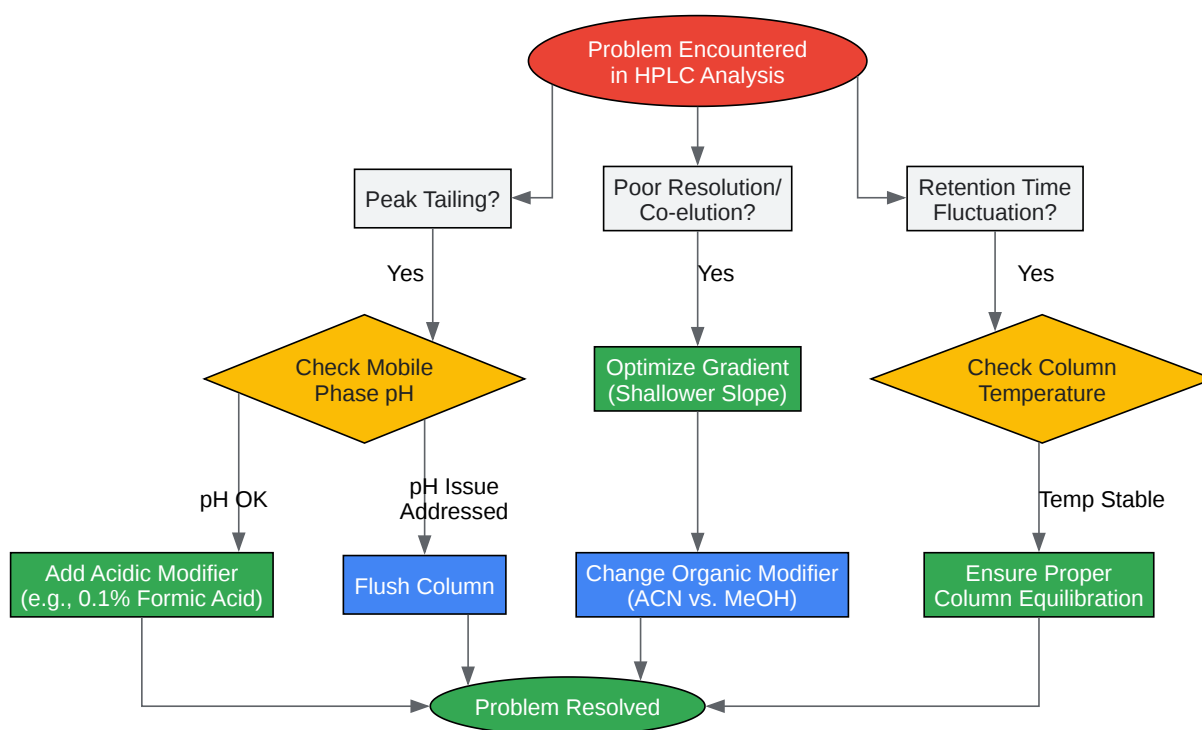 Problem Encountered
in HPLC Analysis
Peak Tailing?
Poor Resolution/
Co-elution?
Retention Time
Fluctuation?
Yes
Yes
Yes
Check Mobile
Phase pH
Optimize Gradient
(Shallower Slope)
Check Column
Temperature
pH OK
pH Issue
Addressed
Temp Stable
Add Acidic Modifier
(e.g., 0.1% Formic Acid)
Flush Column
Change Organic Modifier
(ACN vs. MeOH)
Ensure Proper
Column Equilibration
Problem Resolved